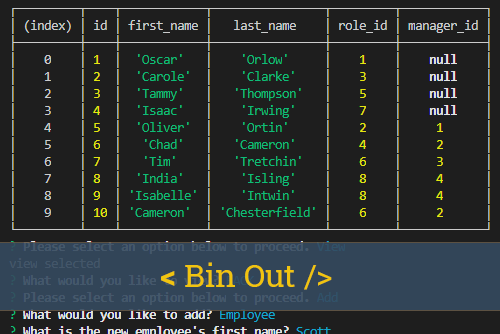 (index) id first_name last_name role_id manager_id
0 1 'Oscar' 'Orlow' 1 null
1 2 'Carole' 'Clarke' 3 null
2 3 'Tammy' 'Thompson' 5 null
3 4 'Isaac' 'Irwing' 7 null
4 5 'Oliver' 'Ortin' 2 1
5 6 'Chad' 'Cameron' 4 2
6 7 'Tim' 'Tretchin' 6 3
7 8 'India' 'Isling' 8 4
8 9 'Isabelle' 'Intwin' 8 4
9 10 'Cameron' 'Chesterfield' 6 2
? Please select an option below to proceed. View
view selected
? What would you like
< Bin Out />
? Please select an option below to proceed. Add
? What would you like to add? Employee
? What is the new employee's first name? Scott